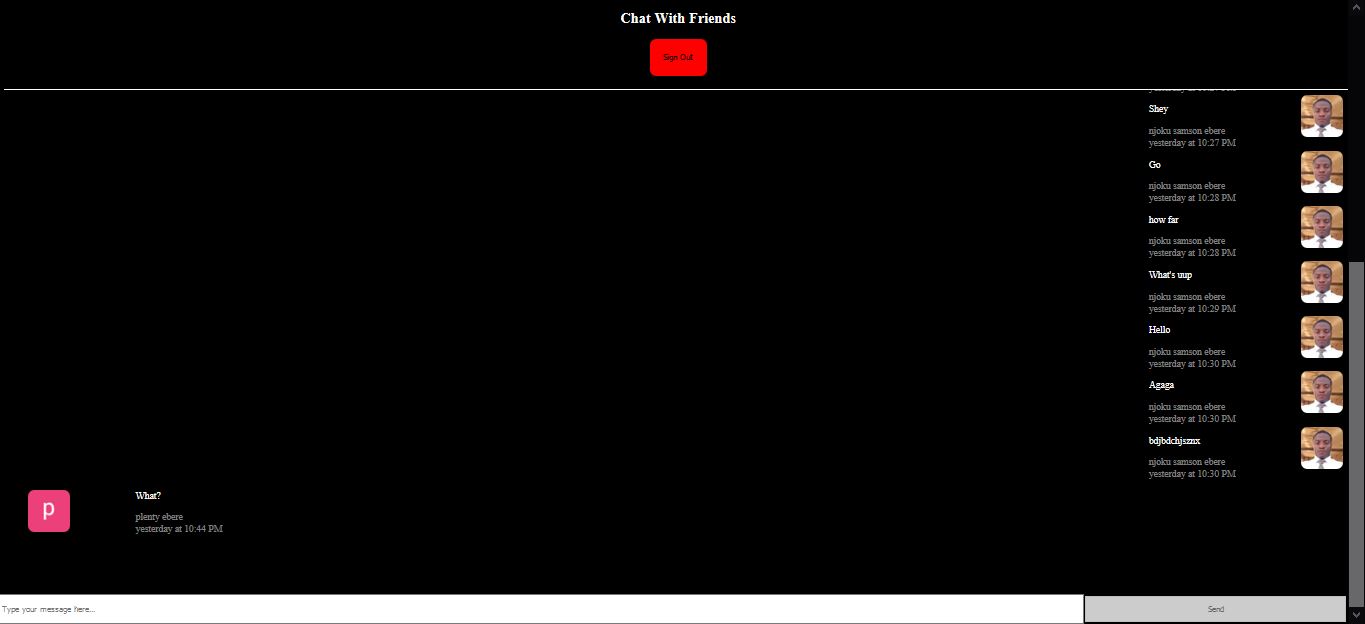 Chat With Friends
Sign Out
Shey
njoku samson ebere
yesterday at 10:27 PM
Go
njoku samson ebere
yesterday at 10:28 PM
how far
njoku samson ebere
yesterday at 10:28 PM
What's uup
njoku samson ebere
yesterday at 10:29 PM
Hello
njoku samson ebere
yesterday at 10:30 PM
Agaga
njoku samson ebere
yesterday at 10:30 PM
bdjbdchjsznx
njoku samson ebere
yesterday at 10:30 PM
p
What?
plenty ebere
yesterday at 10:44 PM
Type your message here...
Send